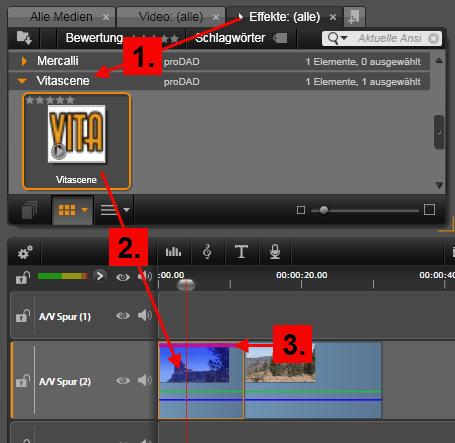 Alle Medien × Video: (alle) × Effekte: (alle) ×
Bewertung Schlagwörter Aktuelle Ansi
1.
Mercalli proDAD 1 Elemente, 0 ausgewählt
Vitascene proDAD 1 Elemente, 1 ausgewählt
VITA
Vitascene
2.
T
:00.00 00:00:20.00 00:00:40
A/V Spur (1)
3.
A/V Spur (2)